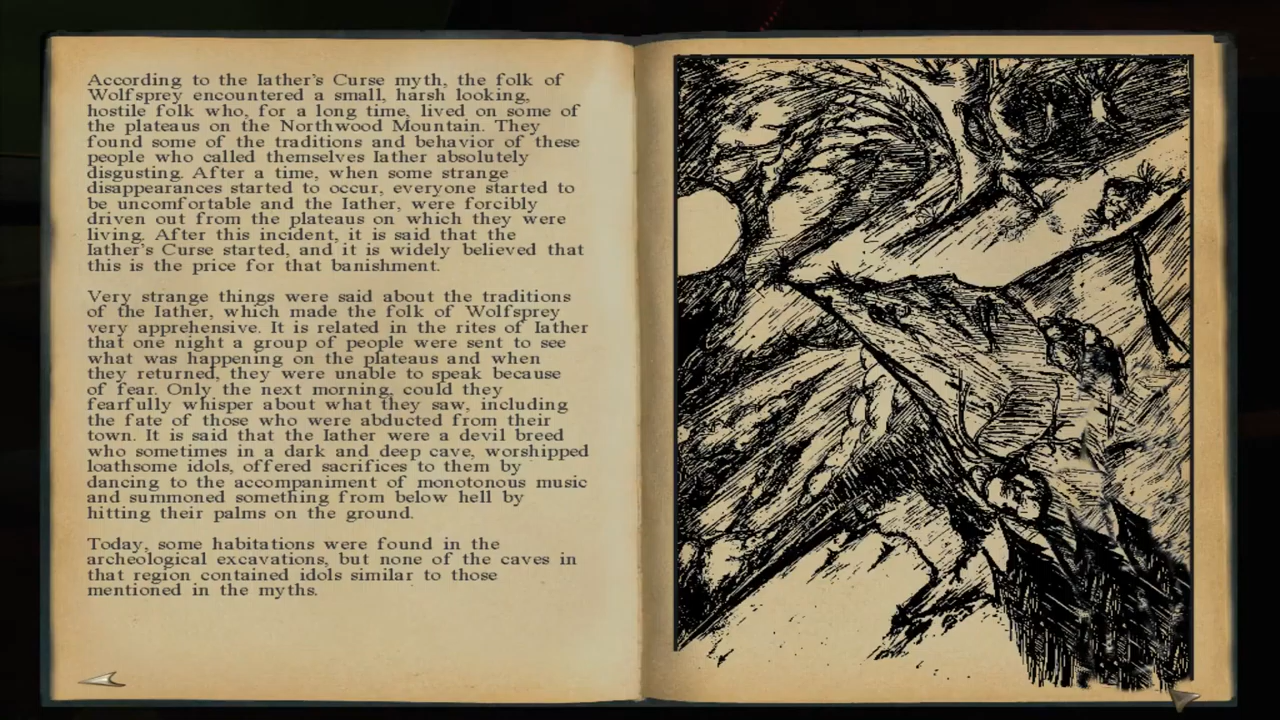 According to the Iather's Curse myth, the folk of
Wolfsprey encountered a small, harsh looking,
hostile folk who, for a long time, lived on some of
the plateaus on the Northwood Mountain. They
found some of the traditions and behavior of these
people who called themselves Iather absolutely
disgusting. After a time, when some strange
disappearances started to occur, everyone started to
be uncomfortable and the Iather, were forcibly
driven out from the plateaus on which they were
living. After this incident, it is said that the
Iather's Curse started, and it is widely believed that
this is the price for that banishment.
Very strange things were said about the traditions
of the Iather, which made the folk of Wolfsprey
very apprehensive. It is related in the rites of Iather
that one night a group of people were sent to see
what was happening on the plateaus and when
they returned, they were unable to speak because
of fear. Only the next morning, could they
fearfully whisper about what they saw, including
the fate of those who were abducted from their
town. It is said that the Iather were a devil breed
who sometimes in a dark and deep cave, worshipped
loathsome idols, offered sacrifices to them by
dancing to the accompaniment of monotonous music
and summoned something from below hell by
hitting their palms on the ground.
Today, some habitations were found in the
archeological excavations, but none of the caves in
that region contained idols similar to those
mentioned in the myths.